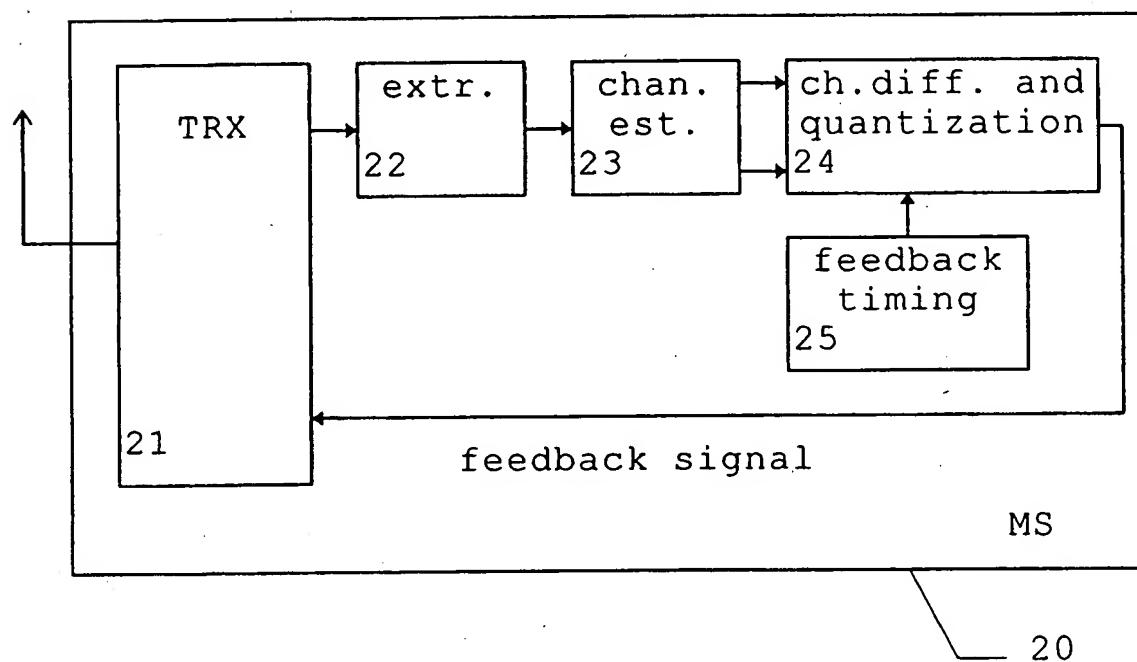 TRX
21
extr.
22
chan.
est.
23
ch.diff. and
quantization
24
feedback
timing
25
feedback signal
MS
20